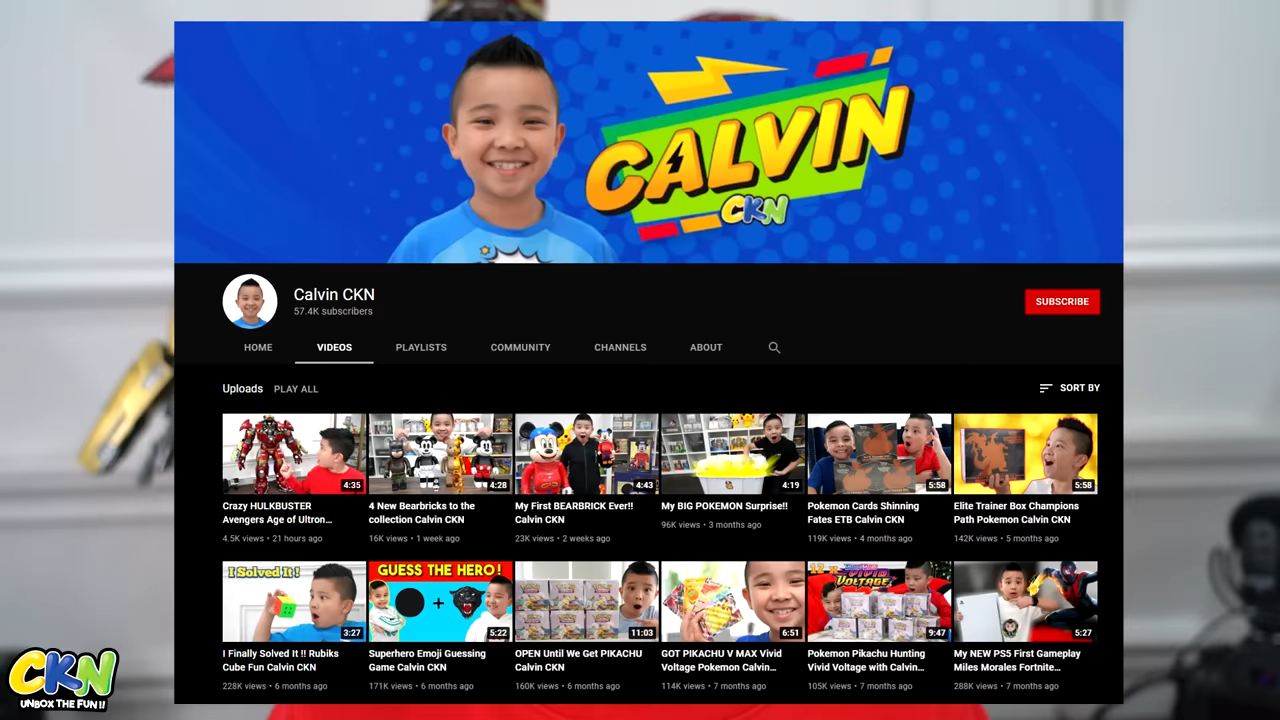 CALVIN
CKN
Calvin CKN
57.4K subscribers
SUBSCRIBE
HOME VIDEOS PLAYLISTS COMMUNITY CHANNELS ABOUT
Uploads PLAY ALL SORT BY
4:35 4:28 4:43 4:19 5:58 5:58
Crazy HULKBUSTER
Avengers Age of Ultron...
4.5K views • 21 hours ago
4 New Bearbricks to the
collection Calvin CKN
16K views • 1 week ago
My First BEARBRICK Ever!!
Calvin CKN
23K views • 2 weeks ago
My BIG POKEMON Surprise!!
96K views • 3 months ago
Pokemon Cards Shinning
Fates ETB Calvin CKN
119K views • 4 months ago
Elite Trainer Box Champions
Path Pokemon Calvin CKN
142K views • 5 months ago
I Solved It !
GUESS THE HERO!
+
VIVID
VOLTAGE
3:27 5:22 11:03 6:51 9:47 5:27
I Finally Solved It !! Rubiks
Cube Fun Calvin CKN
228K views • 6 months ago
Superhero Emoji Guessing
Game Calvin CKN
171K views • 6 months ago
OPEN Until We Get PIKACHU
Calvin CKN
160K views • 6 months ago
GOT PIKACHU V MAX Vivid
Voltage Pokemon Calvin...
114K views • 7 months ago
Pokemon Pikachu Hunting
Vivid Voltage with Calvin...
105K views • 7 months ago
My NEW PS5 First Gameplay
Miles Morales Fortnite...
288K views • 7 months ago
CKN
UNBOX THE FUN !!